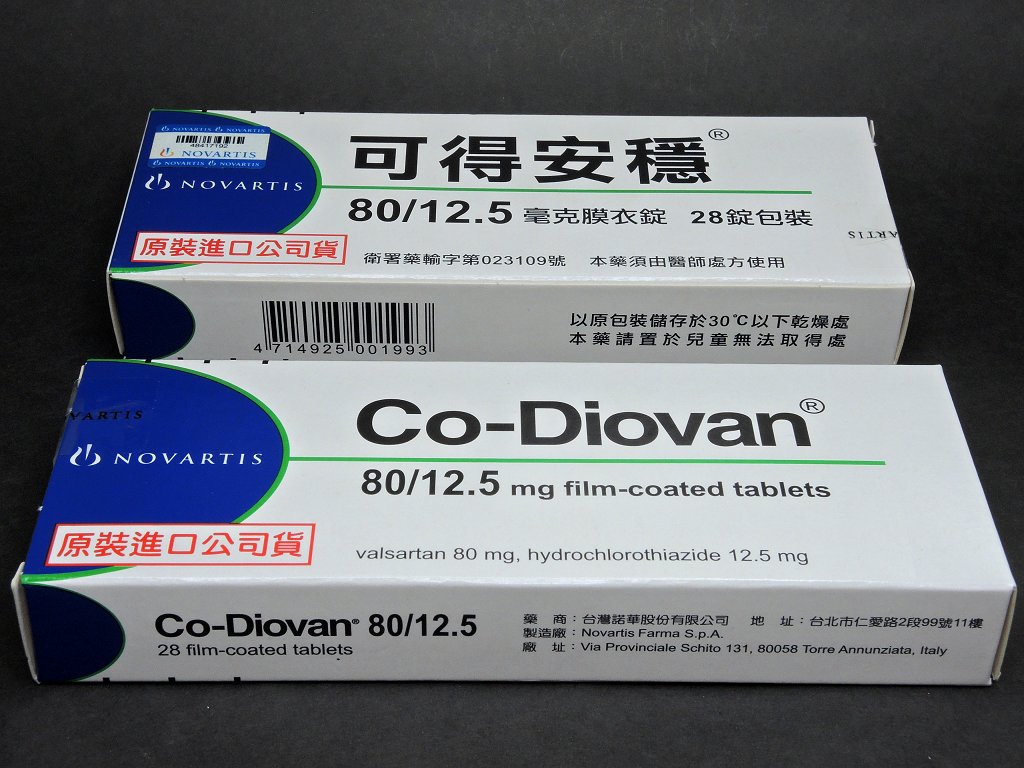 NOVARTIS NOVARTIS
48417192
NOVARTIS
NOVARTIS NOVARTIS
NOVARTIS
可得安穩®
80/12.5 毫克膜衣錠 28錠包裝
原裝進口公司貨
衛署藥輸字第023109號 本藥須由醫師處方使用
ARTIS
4 714925 001993
以原包裝儲存於30℃以下乾燥處
本藥請置於兒童無法取得處
VARTIS
NOVARTIS
Co-Diovan®
80/12.5 mg film-coated tablets
原裝進口公司貨
valsartan 80 mg, hydrochlorothiazide 12.5 mg
Co-Diovan® 80/12.5
28 film-coated tablets
藥 商：台灣諾華股份有限公司 地 址：台北市仁愛路2段99號11樓
製造廠：Novartis Farma S.p.A.
廠 址：Via Provinciale Schito 131, 80058 Torre Annunziata, Italy